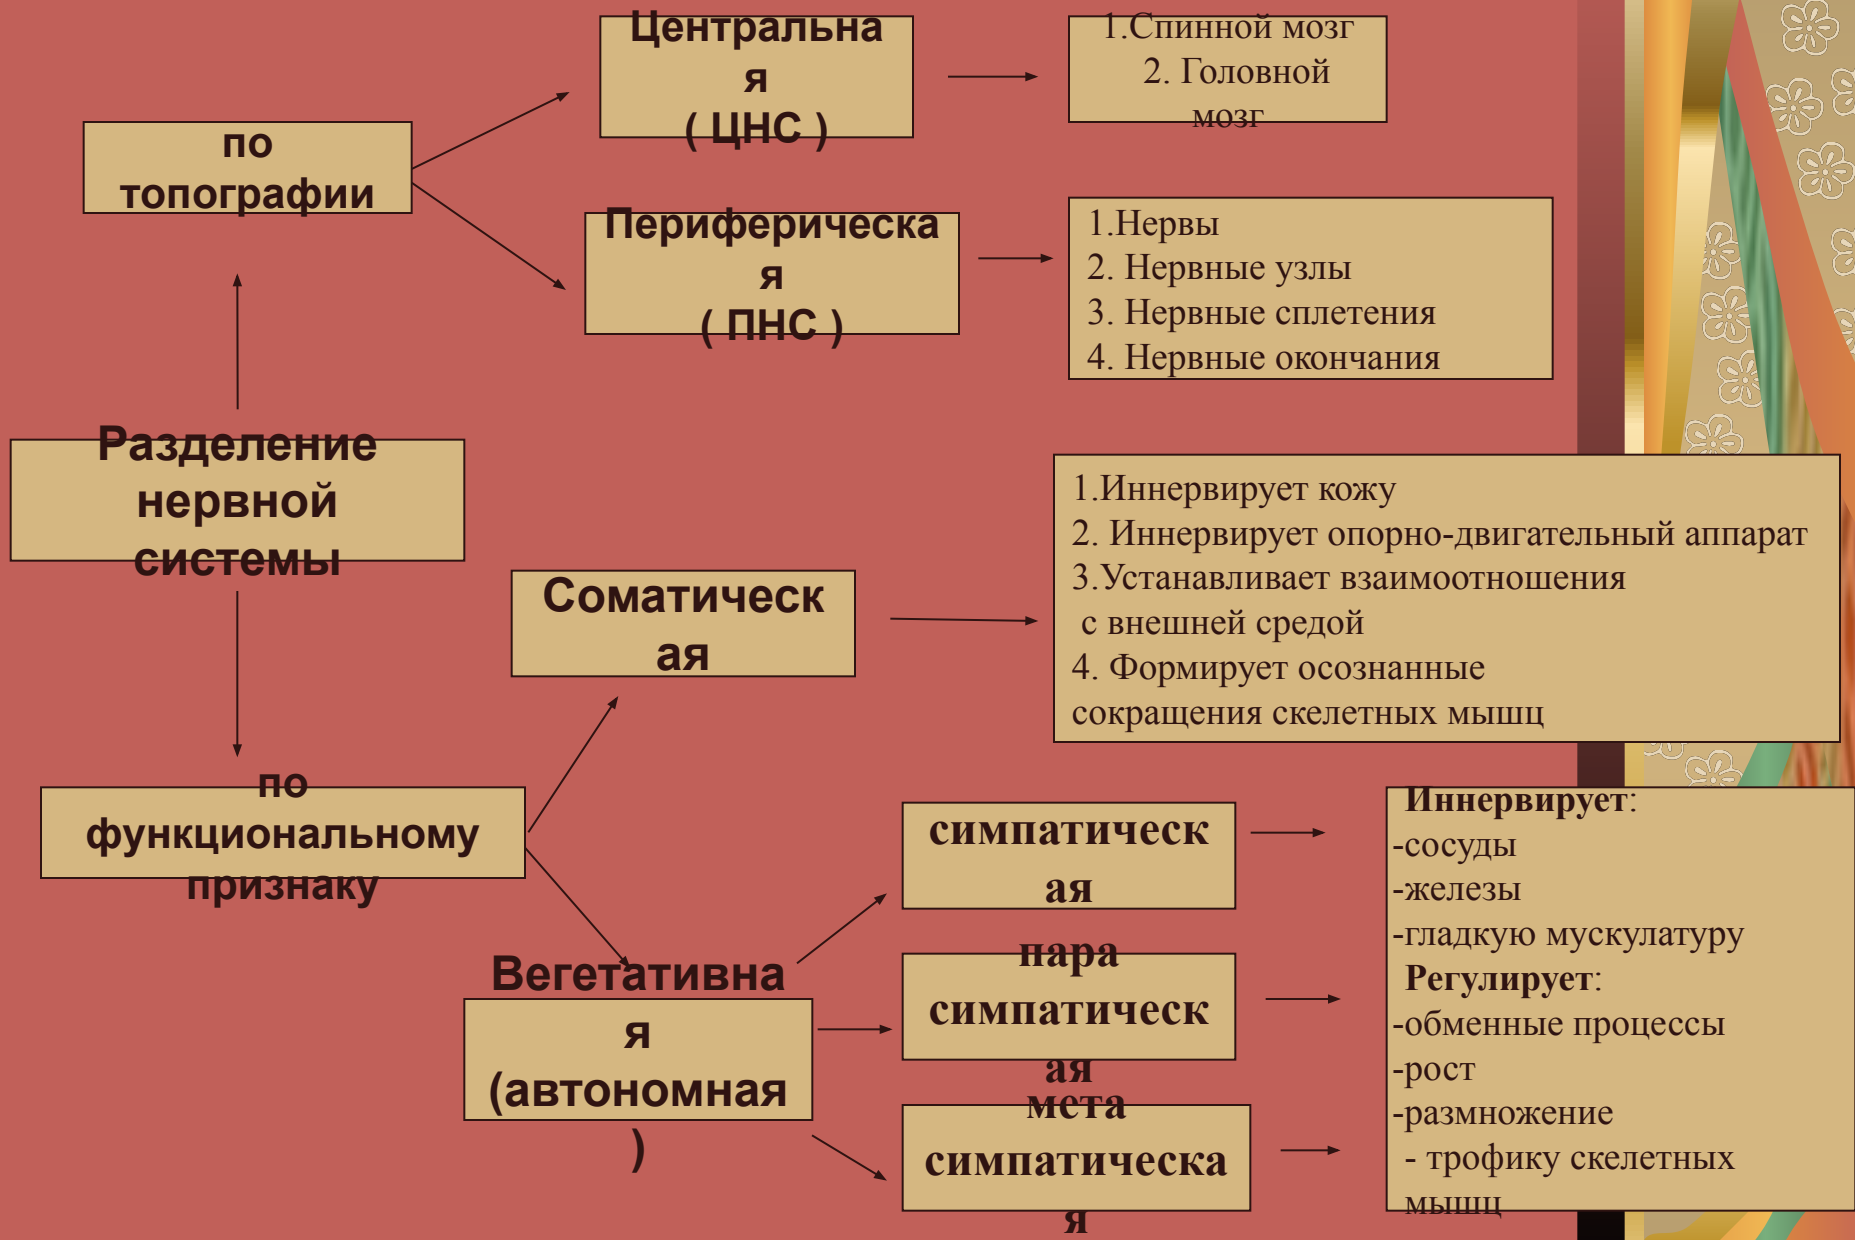 Центральна
я
( ЦНС )
1.Спинной мозг
2. Головной
мозг
по
топографии
Периферическа
я
( ПНС )
1.Нервы
2. Нервные узлы
3. Нервные сплетения
4. Нервные окончания
Разделение
нервной
системы
Соматическ
ая
1.Иннервирует кожу
2. Иннервирует опорно-двигательный аппарат
3.Устанавливает взаимоотношения
с внешней средой
4. Формирует осознанные
сокращения скелетных мышц
по
функциональному
признаку
Вегетативна
я
(автономная
)
симпатическ
ая
пара
симпатическ
ая
мета
симпатическа
я
Иннервирует:
-сосуды
-железы
-гладкую мускулатуру
Регулирует:
-обменные процессы
-рост
-размножение
- трофику скелетных
мышц